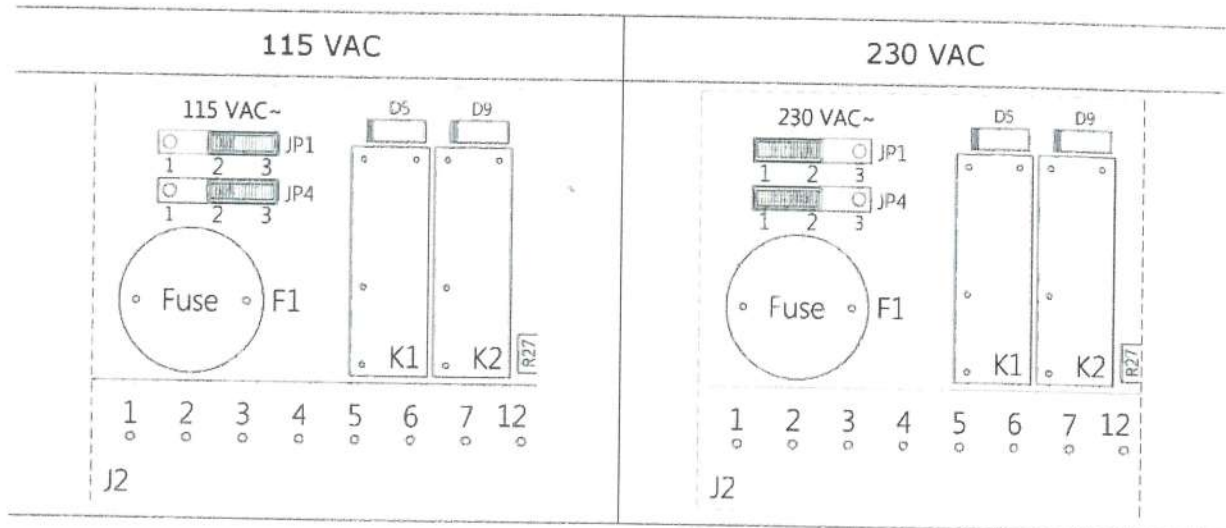 115 VAC
230 VAC
115 VAC~
D5 D9
JP1
1 2 3
JP4
1 2 3
Fuse F1
K1 K2 R27
1 2 3 4 5 6 7 12
J2
230 VAC~
D5 D9
JP1
1 2 3
JP4
1 2 3
Fuse F1
K1 K2 R27
1 2 3 4 5 6 7 12
J2